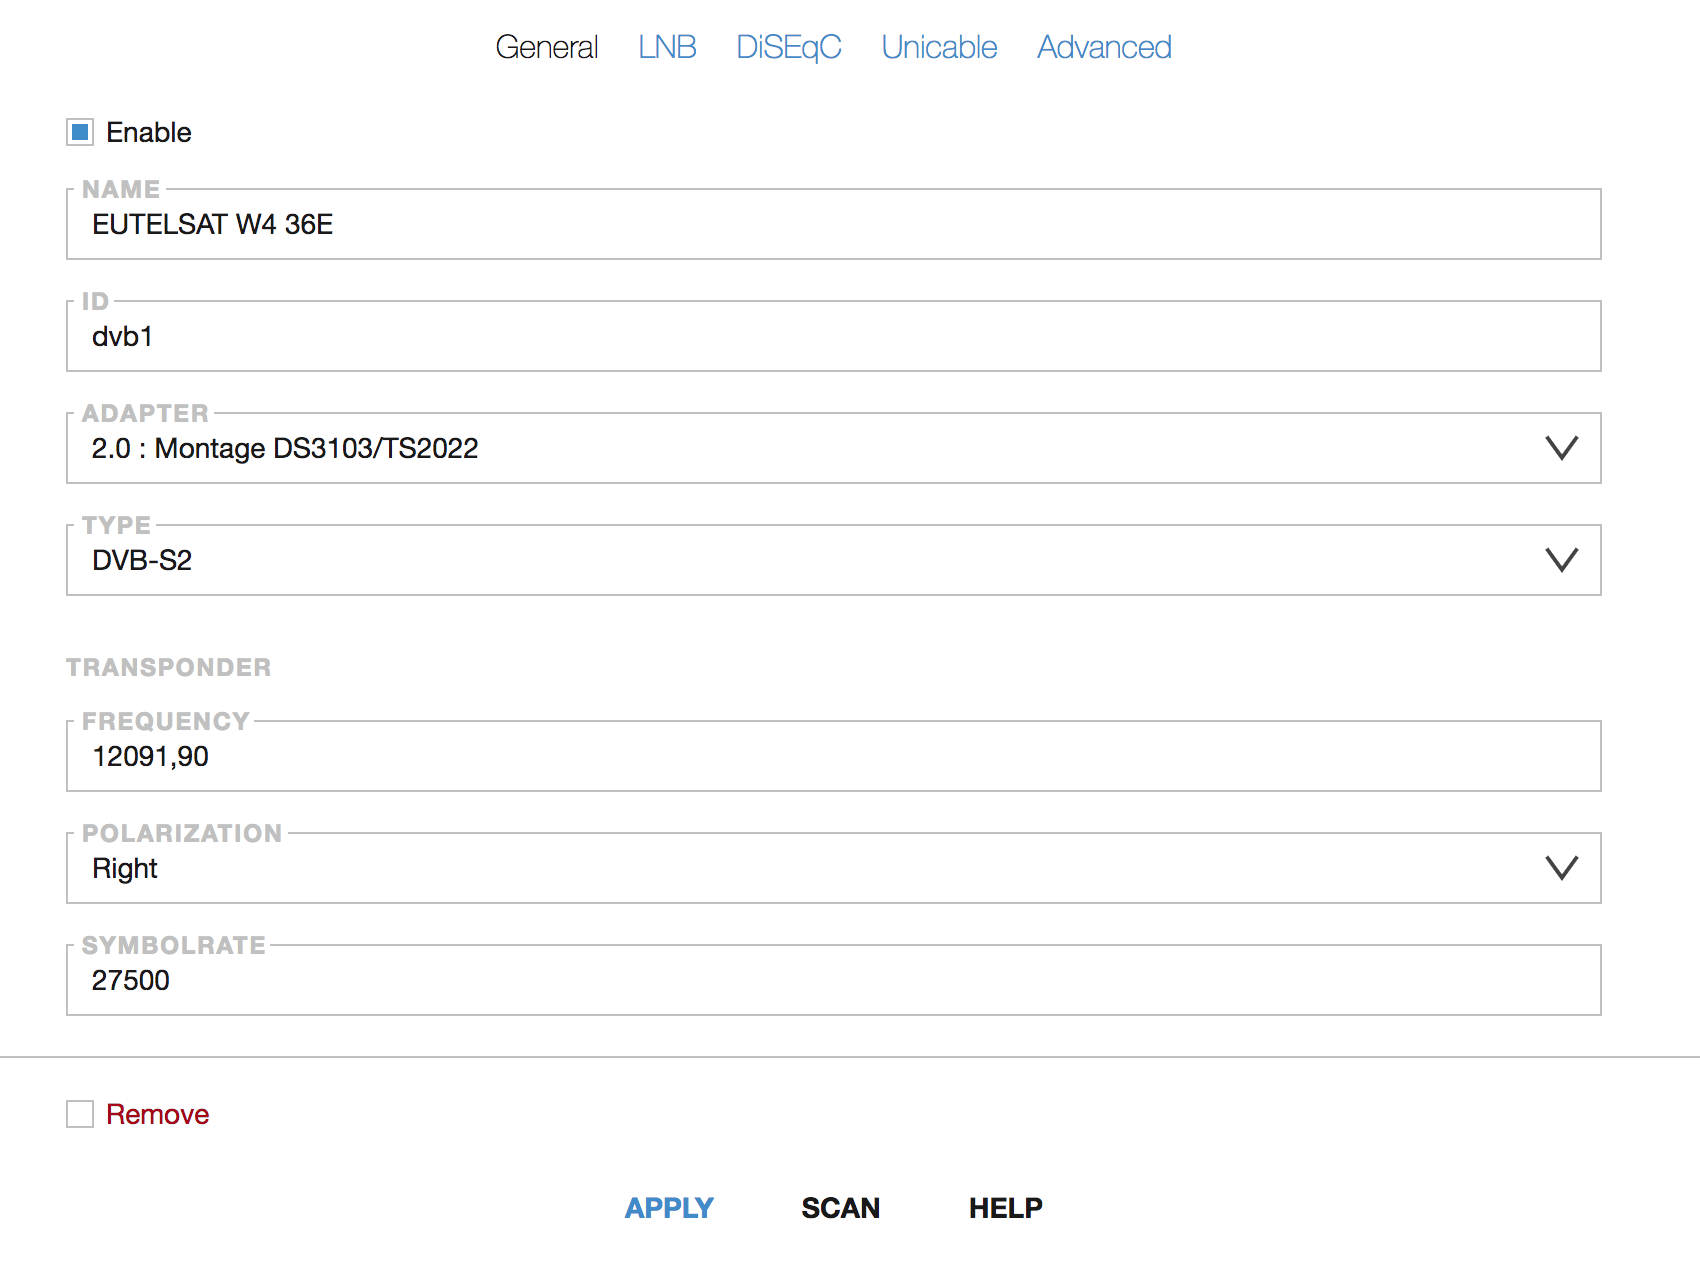 General LNB DiSEqC Unicable Advanced
Enable
NAME
EUTELSAT W4 36E
ID
dvb1
ADAPTER
2.0 : Montage DS3103/TS2022
TYPE
DVB-S2
TRANSPONDER
FREQUENCY
12091,90
POLARIZATION
Right
SYMBOLRATE
27500
Remove
APPLY SCAN HELP